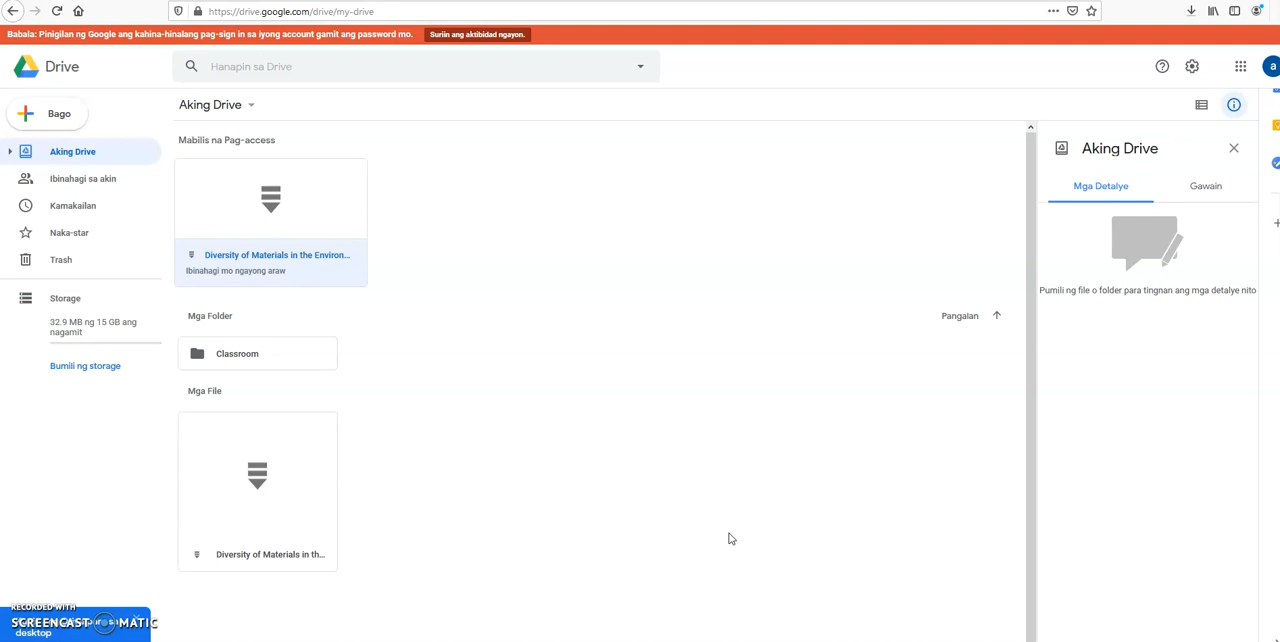 https://drive.google.com/drive/my-drive
Babala: Pinigilan ng Google ang kahina-hinalang pag-sign in sa iyong account gamit ang password mo. Suriin ang aktibidad ngayon.
Drive
Hanapin sa Drive
a
Bago
Aking Drive
Ibinahagi sa akin
Kamakailan
Naka-star
Trash
Storage
32.9 MB ng 15 GB ang
nagamit
Bumili ng storage
Aking Drive
Mabilis na Pag-access
Diversity of Materials in the Environ...
Ibinahagi mo ngayong araw
Mga Folder
Pangalan
Classroom
Mga File
Diversity of Materials in th...
Aking Drive
Mga Detalye
Gawain
Pumili ng file o folder para tingnan ang mga detalye nito
RECORDED WITH
SCREENCAST MATIC
desktop